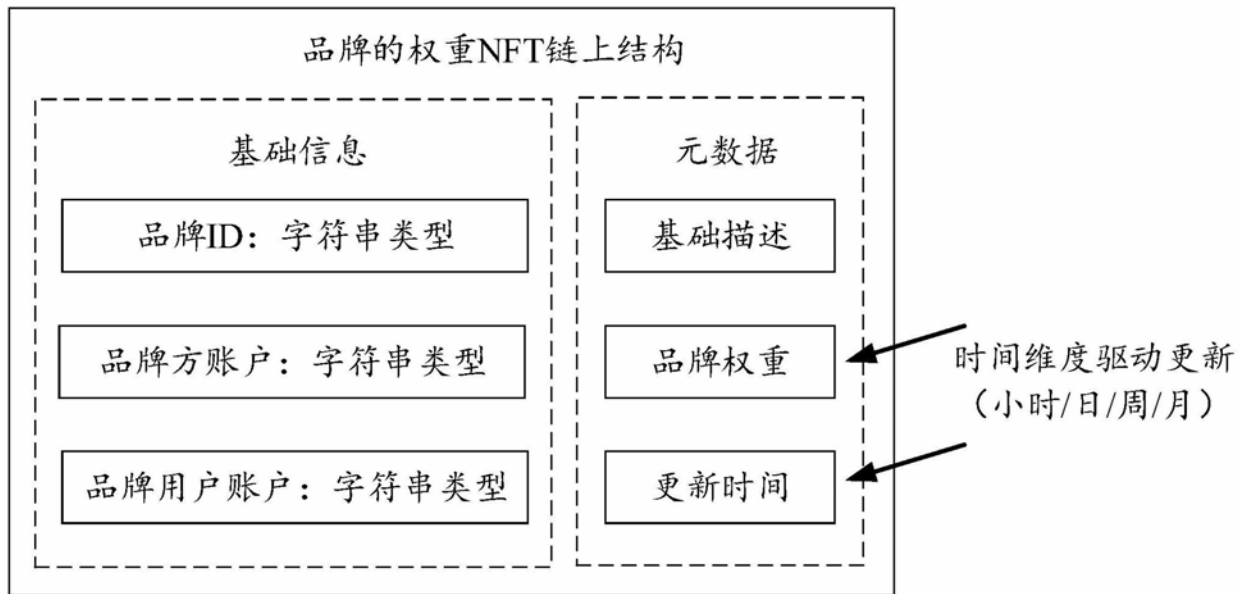 品牌的权重NFT链上结构
基础信息
品牌ID：字符串类型
品牌方账户：字符串类型
品牌用户账户：字符串类型
元数据
基础描述
品牌权重
更新时间
时间维度驱动更新
（小时/日/周/月）